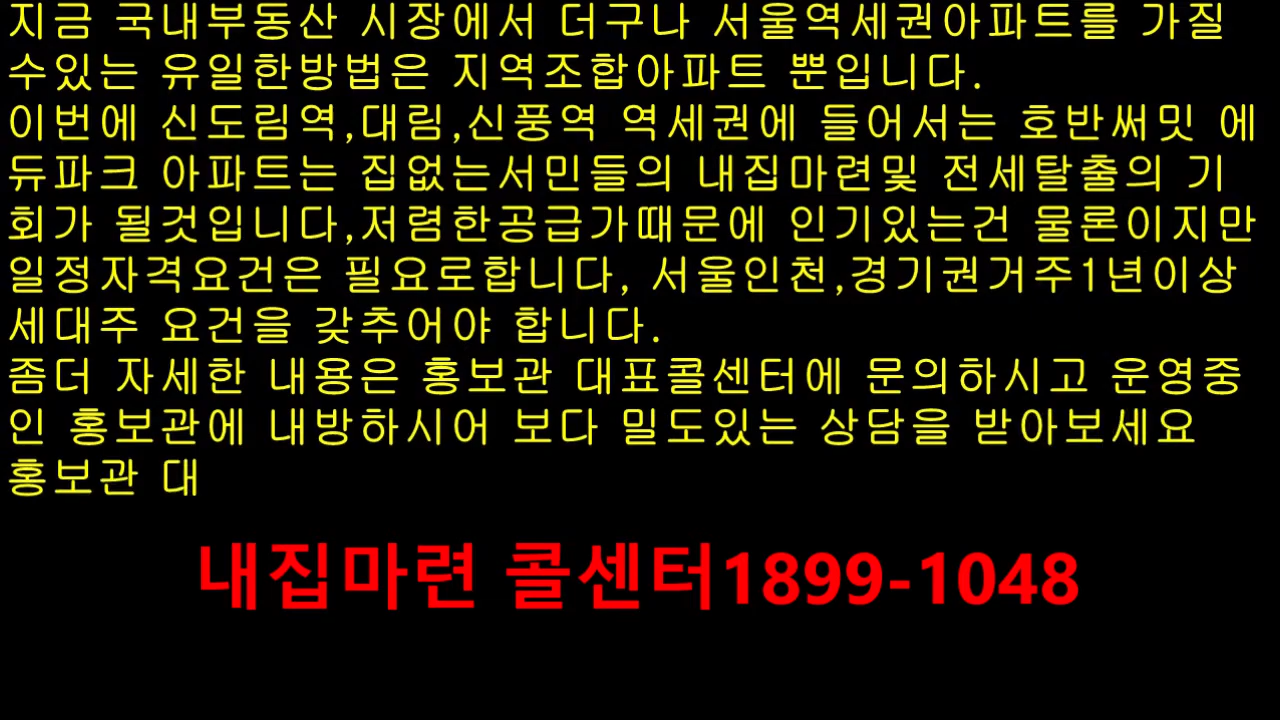 지금 국내부동산 시장에서 더구나 서울역세권아파트를 가질
수있는 유일한방법은 지역조합아파트 뿐입니다.
이번에 신도림역,대림,신풍역 역세권에 들어서는 호반써밋 에
듀파크 아파트는 집없는서민들의 내집마련및 전세탈출의 기
회가 될것입니다,저렴한공급가때문에 인기있는건 물론이지만
일정자격요건은 필요로합니다, 서울인천,경기권거주1년이상
세대주 요건을 갖추어야 합니다.
좀더 자세한 내용은 홍보관 대표콜센터에 문의하시고 운영중
인 홍보관에 내방하시어 보다 밀도있는 상담을 받아보세요
홍보관 대
내집마련 콜센터1899-1048